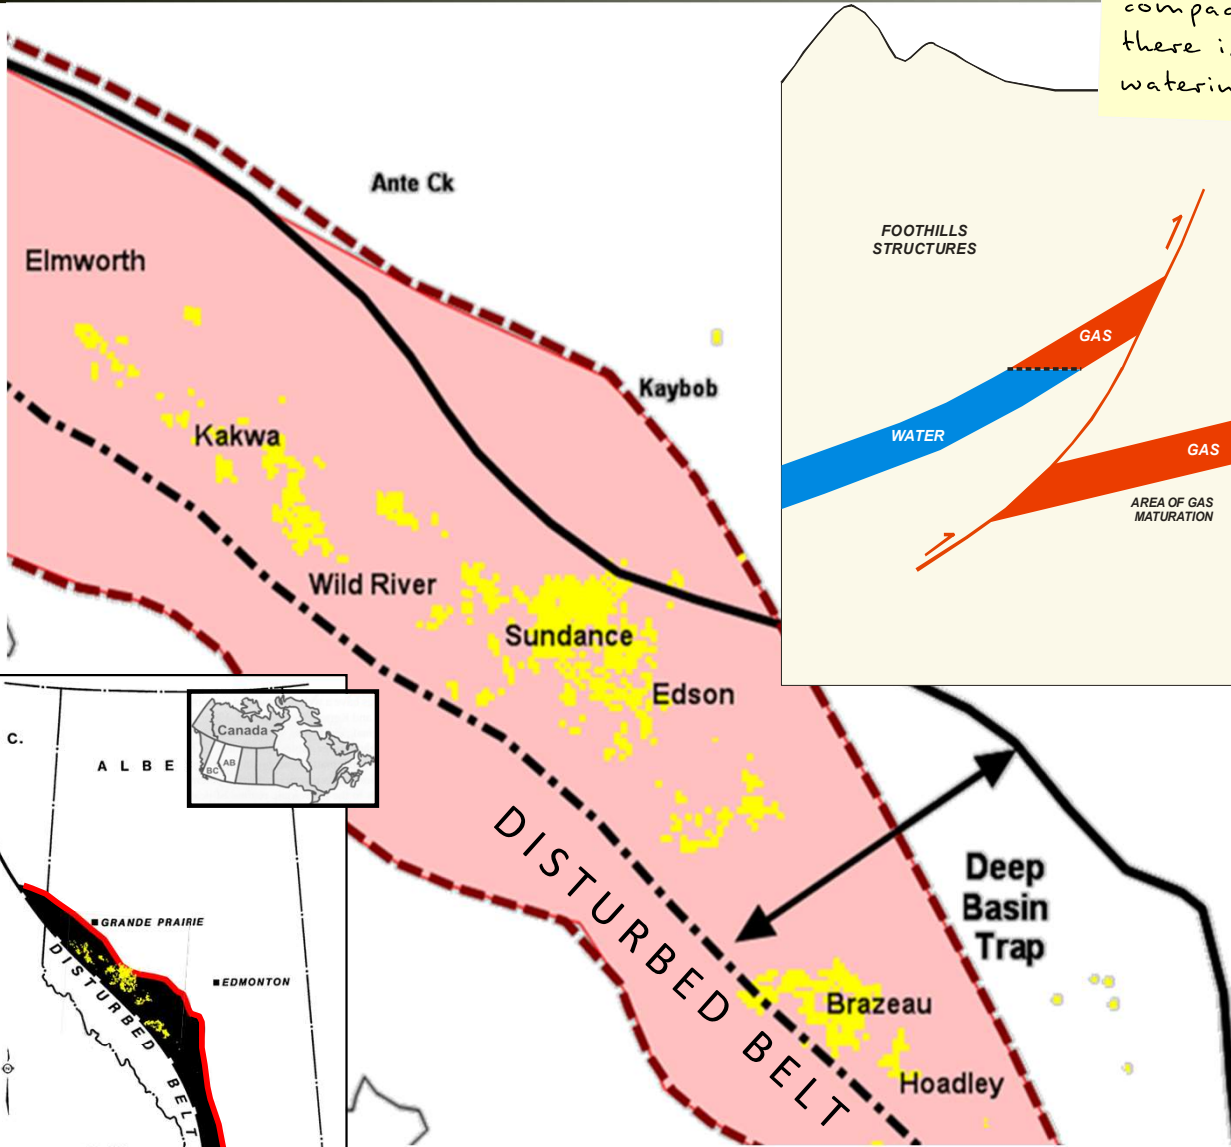 there
Ante Ck
Elmworth
FOOTHILLS
STRUCTURES
GAS
Kaybob
Kakwa
WATER
GAS
AREA OF GAS
MATURATION
Wild River
Sundance
Edson
Canada
BC
AB
C.
A L B E
DISTURBED BELT
Deep
Basin
Trap
GRANDE PRAIRIE
EDMONTON
DISTURBED BELT
Brazeau
Hoadley